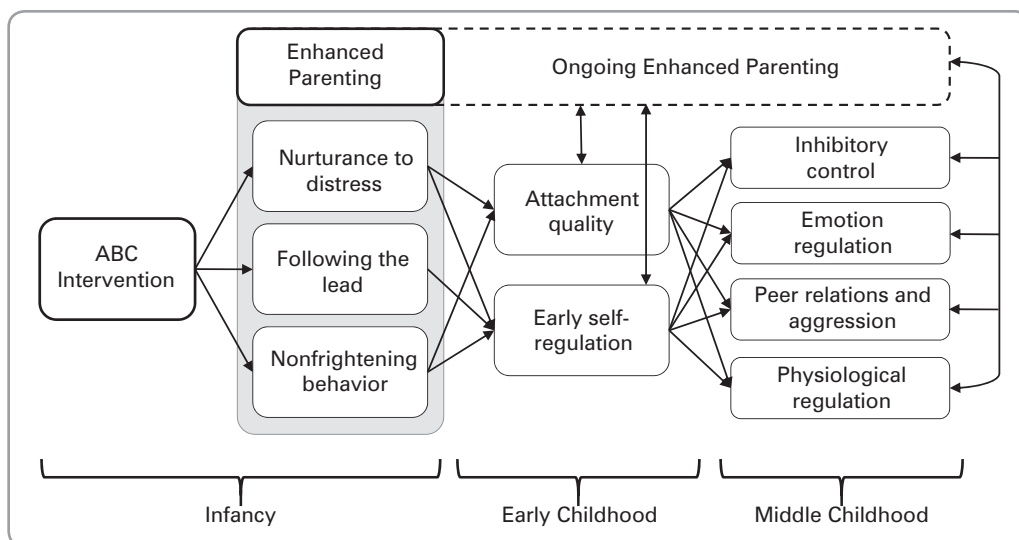 Enhanced
Parenting
Ongoing Enhanced Parenting
Nurturance to
distress
Following the
lead
Nonfrightening
behavior
ABC
Intervention
Attachment
quality
Early self-
regulation
Inhibitory
control
Emotion
regulation
Peer relations and
aggression
Physiological
regulation
Infancy
Early Childhood
Middle Childhood